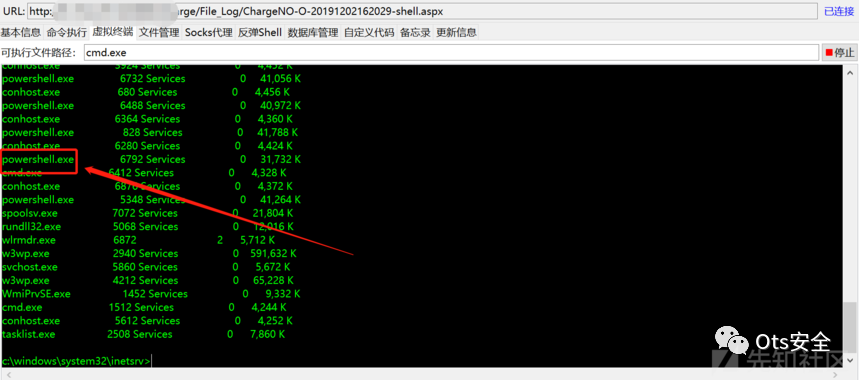 URL: http: arge/File_Log/ChargeNO-O-20191202162029-shell.aspx 已连接
基本信息 命令执行 虚拟终端 文件管理 Socks代理 反弹Shell 数据库管理 自定义代码 备忘录 更新信息
可执行文件路径: cmd.exe 停止
conhost.exe 5924 Services 0 4,452 K
powershell.exe 6732 Services 0 41,056 K
conhost.exe 680 Services 0 4,456 K
powershell.exe 6488 Services 0 40,972 K
conhost.exe 6364 Services 0 4,360 K
powershell.exe 828 Services 0 41,788 K
conhost.exe 6280 Services 0 4,424 K
powershell.exe 6792 Services 0 31,732 K
cmd.exe 6412 Services 0 4,328 K
conhost.exe 6876 Services 0 4,372 K
powershell.exe 5348 Services 0 41,264 K
spoolsv.exe 7072 Services 0 21,804 K
rundll32.exe 5068 Services 0 12,016 K
wlrmdr.exe 6872 2 5,712 K
w3wp.exe 2940 Services 0 591,632 K
svchost.exe 5860 Services 0 5,672 K
w3wp.exe 4212 Services 0 65,228 K
WmiPrvSE.exe 1452 Services 0 9,332 K
cmd.exe 1512 Services 0 4,244 K
conhost.exe 5612 Services 0 4,252 K
tasklist.exe 2508 Services 0 7,860 K
c:\windows\system32\inetsrv>
Ots安全
先知社区